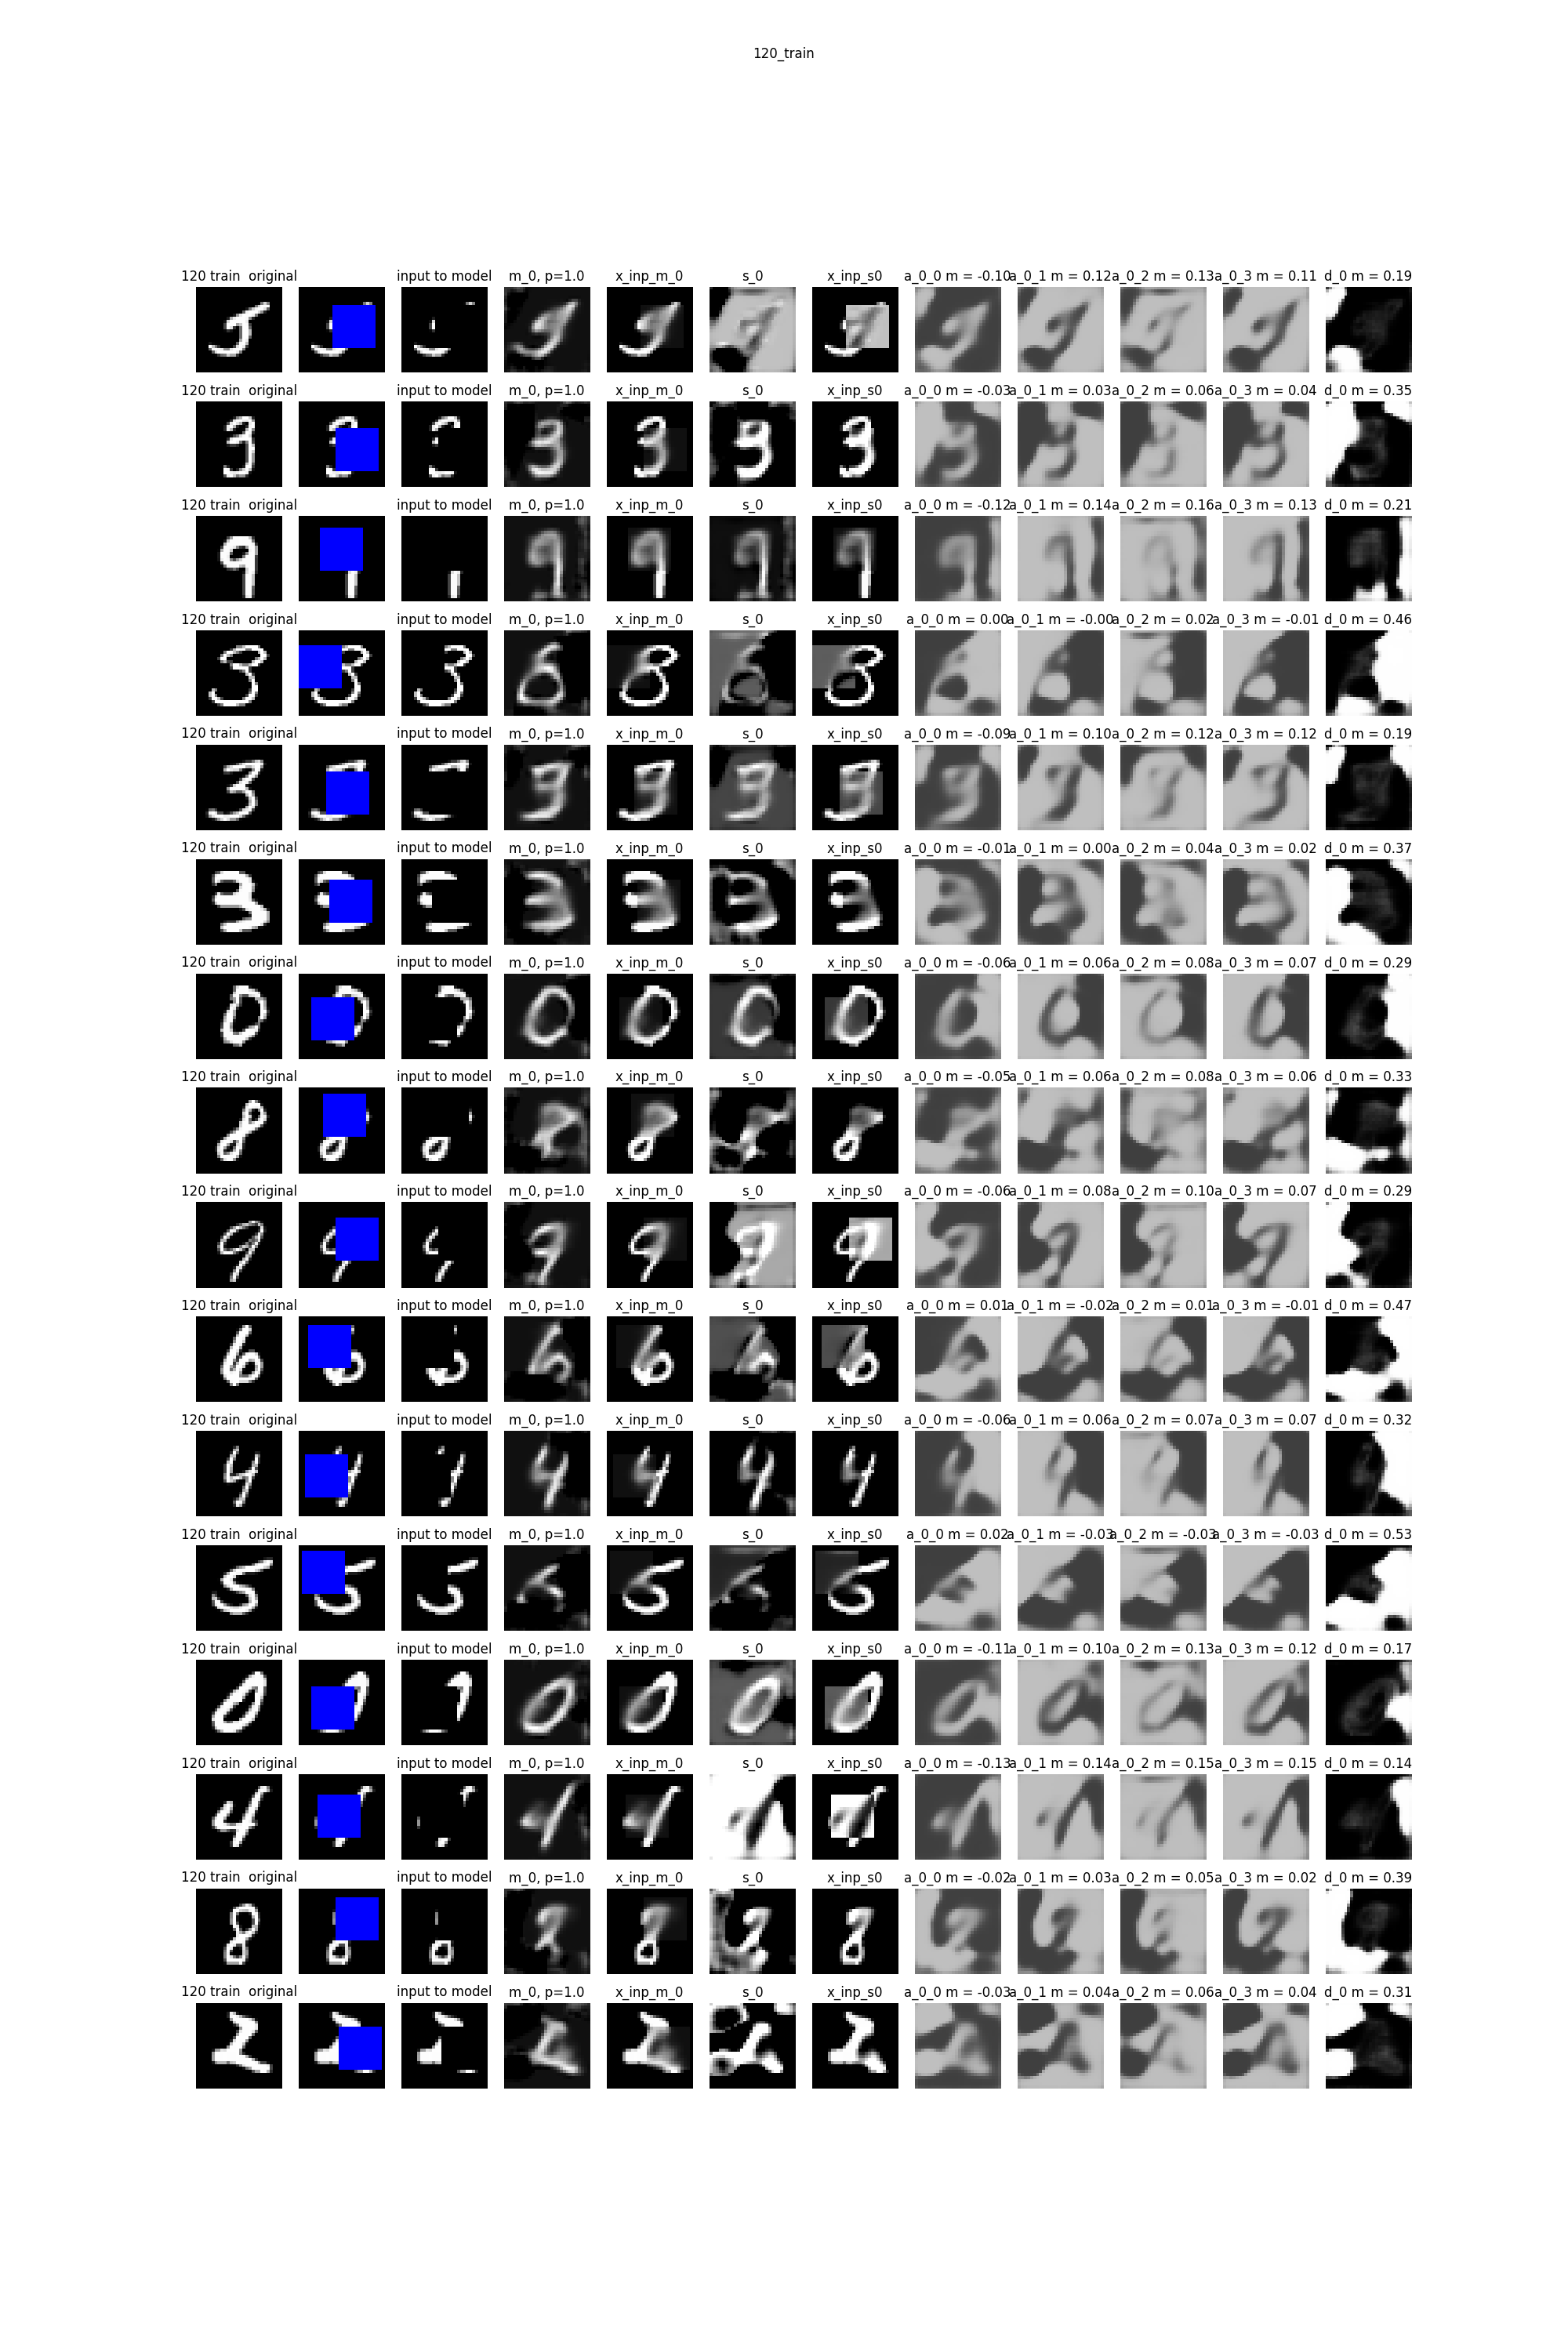 120_train
120 train  original input to model m_0, p=1.0 x_inp_m_0 s_0 x_inp_s0 a_0_0 m = -0.10 a_0_1 m = 0.12 a_0_2 m = 0.13 a_0_3 m = 0.11 d_0 m = 0.19
120 train  original input to model m_0, p=1.0 x_inp_m_0 s_0 x_inp_s0 a_0_0 m = -0.03 a_0_1 m = 0.03 a_0_2 m = 0.06 a_0_3 m = 0.04 d_0 m = 0.35
120 train  original input to model m_0, p=1.0 x_inp_m_0 s_0 x_inp_s0 a_0_0 m = -0.12 a_0_1 m = 0.14 a_0_2 m = 0.16 a_0_3 m = 0.13 d_0 m = 0.21
120 train  original input to model m_0, p=1.0 x_inp_m_0 s_0 x_inp_s0 a_0_0 m = 0.00 a_0_1 m = -0.00 a_0_2 m = 0.02 a_0_3 m = -0.01 d_0 m = 0.46
120 train  original input to model m_0, p=1.0 x_inp_m_0 s_0 x_inp_s0 a_0_0 m = -0.09 a_0_1 m = 0.10 a_0_2 m = 0.12 a_0_3 m = 0.12 d_0 m = 0.19
120 train  original input to model m_0, p=1.0 x_inp_m_0 s_0 x_inp_s0 a_0_0 m = -0.01 a_0_1 m = 0.00 a_0_2 m = 0.04 a_0_3 m = 0.02 d_0 m = 0.37
120 train  original input to model m_0, p=1.0 x_inp_m_0 s_0 x_inp_s0 a_0_0 m = -0.06 a_0_1 m = 0.06 a_0_2 m = 0.08 a_0_3 m = 0.07 d_0 m = 0.29
120 train  original input to model m_0, p=1.0 x_inp_m_0 s_0 x_inp_s0 a_0_0 m = -0.05 a_0_1 m = 0.06 a_0_2 m = 0.08 a_0_3 m = 0.06 d_0 m = 0.33
120 train  original input to model m_0, p=1.0 x_inp_m_0 s_0 x_inp_s0 a_0_0 m = -0.06 a_0_1 m = 0.08 a_0_2 m = 0.10 a_0_3 m = 0.07 d_0 m = 0.29
120 train  original input to model m_0, p=1.0 x_inp_m_0 s_0 x_inp_s0 a_0_0 m = 0.01 a_0_1 m = -0.02 a_0_2 m = 0.01 a_0_3 m = -0.01 d_0 m = 0.47
120 train  original input to model m_0, p=1.0 x_inp_m_0 s_0 x_inp_s0 a_0_0 m = -0.06 a_0_1 m = 0.06 a_0_2 m = 0.07 a_0_3 m = 0.07 d_0 m = 0.32
120 train  original input to model m_0, p=1.0 x_inp_m_0 s_0 x_inp_s0 a_0_0 m = 0.02 a_0_1 m = -0.03 a_0_2 m = -0.03 a_0_3 m = -0.03 d_0 m = 0.53
120 train  original input to model m_0, p=1.0 x_inp_m_0 s_0 x_inp_s0 a_0_0 m = -0.11 a_0_1 m = 0.10 a_0_2 m = 0.13 a_0_3 m = 0.12 d_0 m = 0.17
120 train  original input to model m_0, p=1.0 x_inp_m_0 s_0 x_inp_s0 a_0_0 m = -0.13 a_0_1 m = 0.14 a_0_2 m = 0.15 a_0_3 m = 0.15 d_0 m = 0.14
120 train  original input to model m_0, p=1.0 x_inp_m_0 s_0 x_inp_s0 a_0_0 m = -0.02 a_0_1 m = 0.03 a_0_2 m = 0.05 a_0_3 m = 0.02 d_0 m = 0.39
120 train  original input to model m_0, p=1.0 x_inp_m_0 s_0 x_inp_s0 a_0_0 m = -0.03 a_0_1 m = 0.04 a_0_2 m = 0.06 a_0_3 m = 0.04 d_0 m = 0.31